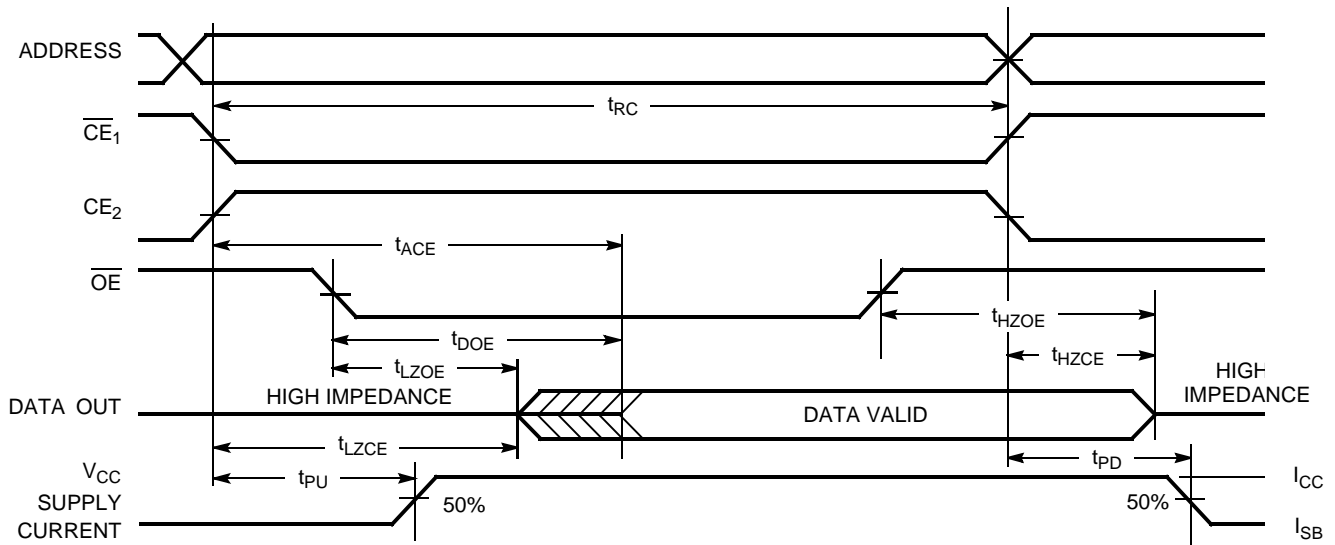 ADDRESS
tRC
CE1
CE2
tACE
OE
tHZOE
tDOE
tHZCE
tLZOE
HIGH IMPEDANCE
HIGH
IMPEDANCE
DATA OUT
DATA VALID
tLZCE
tPD
VCC
SUPPLY
CURRENT
tPU
50%
50%
ICC
ISB